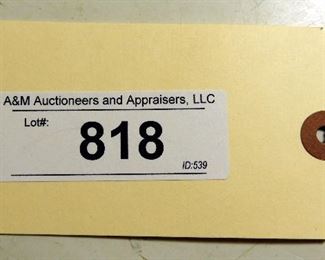 A&M Auctioneers and Appraisers, LLC
Lot#:
818
ID:539